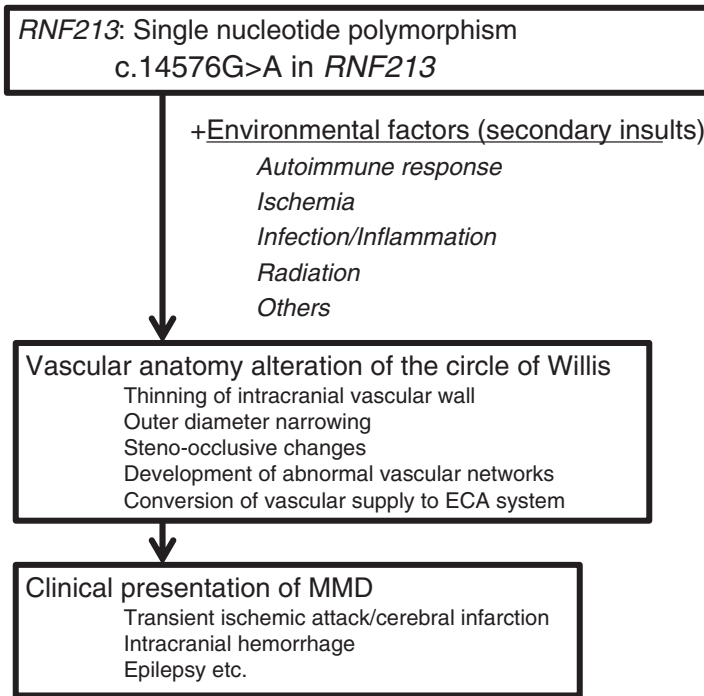 RNF213: Single nucleotide polymorphism
c.14576G>A in RNF213
+Environmental factors (secondary insults)
Autoimmune response
Ischemia
Infection/Inflammation
Radiation
Others
Vascular anatomy alteration of the circle of Willis
Thinning of intracranial vascular wall
Outer diameter narrowing
Steno-occlusive changes
Development of abnormal vascular networks
Conversion of vascular supply to ECA system
Clinical presentation of MMD
Transient ischemic attack/cerebral infarction
Intracranial hemorrhage
Epilepsy etc.